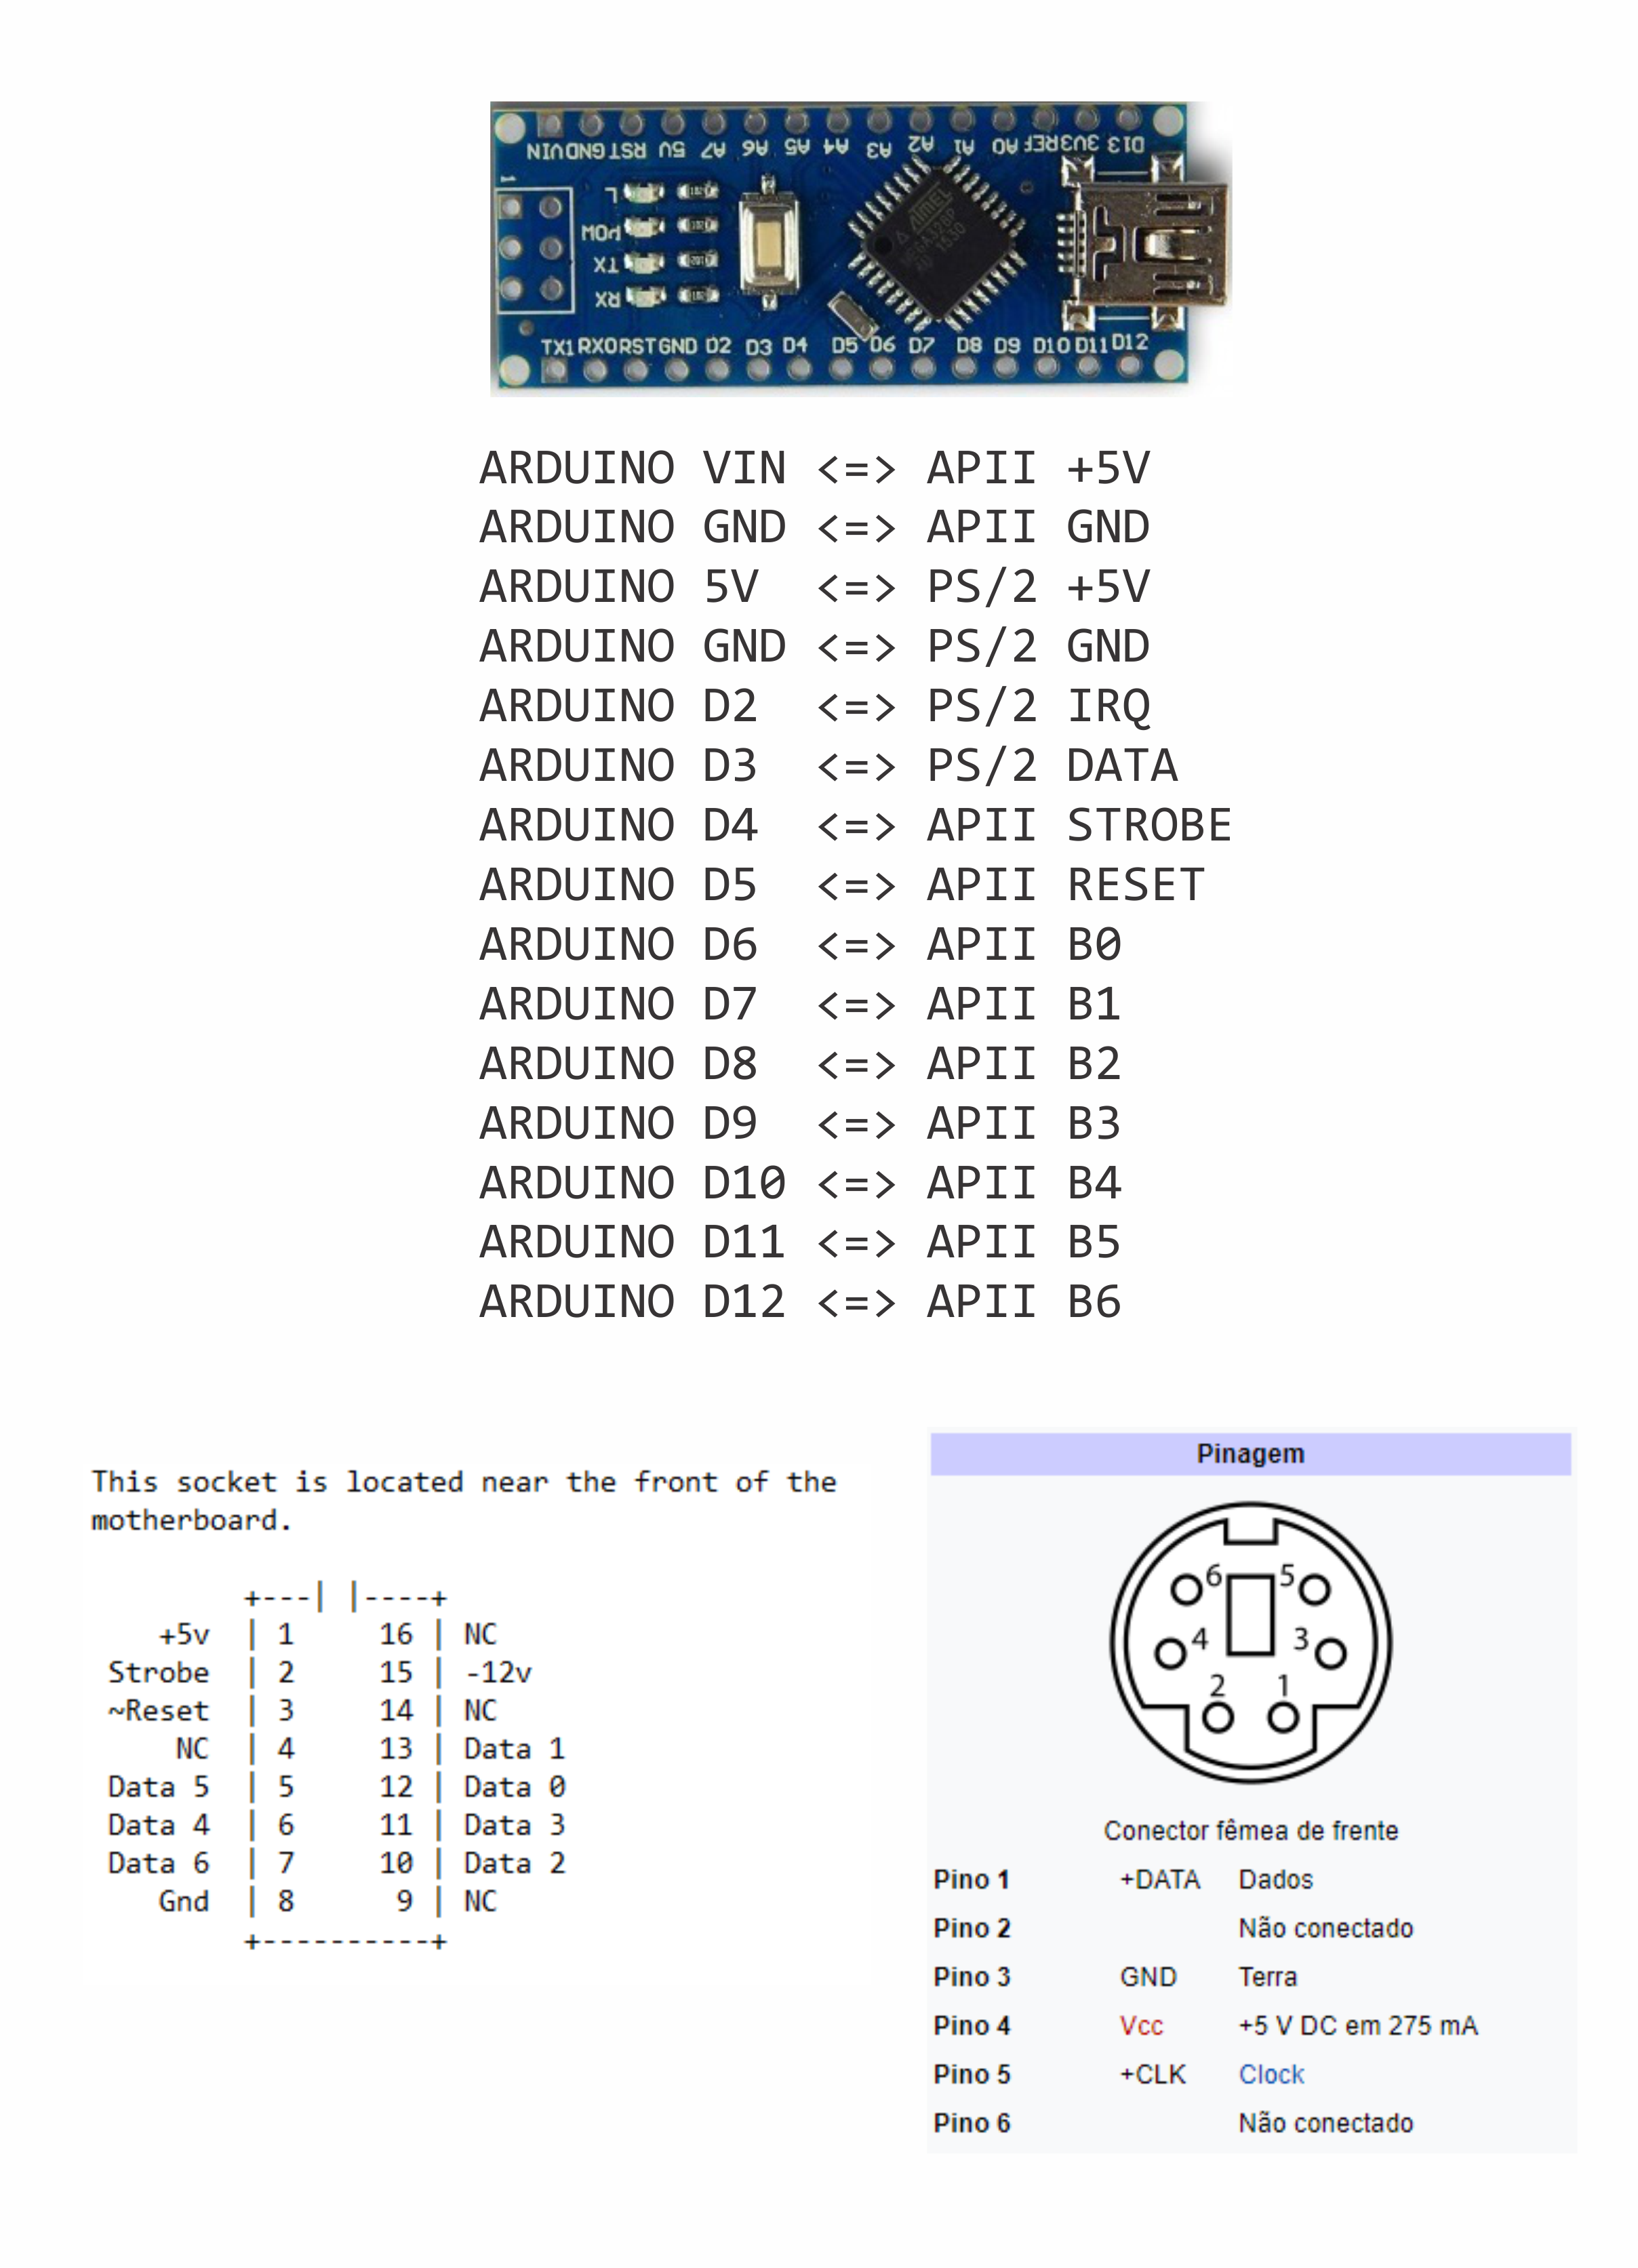 VIN GND RST 5V A7 A6 A5 A4 A3 A2 A1 A0 REF 3V3 D13
1
L
POW
TX
RX
ATMEL
TX1 RX0 RST GND D2 D3 D4 D5 D6 D7 D8 D9 D10 D11 D12
ARDUINO VIN <=> APII +5V
ARDUINO GND <=> APII GND
ARDUINO 5V <=> PS/2 +5V
ARDUINO GND <=> PS/2 GND
ARDUINO D2 <=> PS/2 IRQ
ARDUINO D3 <=> PS/2 DATA
ARDUINO D4 <=> APII STROBE
ARDUINO D5 <=> APII RESET
ARDUINO D6 <=> APII B0
ARDUINO D7 <=> APII B1
ARDUINO D8 <=> APII B2
ARDUINO D9 <=> APII B3
ARDUINO D10 <=> APII B4
ARDUINO D11 <=> APII B5
ARDUINO D12 <=> APII B6
This socket is located near the front of the
motherboard.
+---| |----+
+5v | 1 16 | NC
Strobe | 2 15 | -12v
~Reset | 3 14 | NC
NC | 4 13 | Data 1
Data 5 | 5 12 | Data 0
Data 4 | 6 11 | Data 3
Data 6 | 7 10 | Data 2
Gnd | 8 9 | NC
+----------+
Pinagem
6 5
4 3
2 1
Conector fêmea de frente
Pino 1 +DATA Dados
Pino 2 Não conectado
Pino 3 GND Terra
Pino 4 Vcc +5 V DC em 275 mA
Pino 5 +CLK Clock
Pino 6 Não conectado